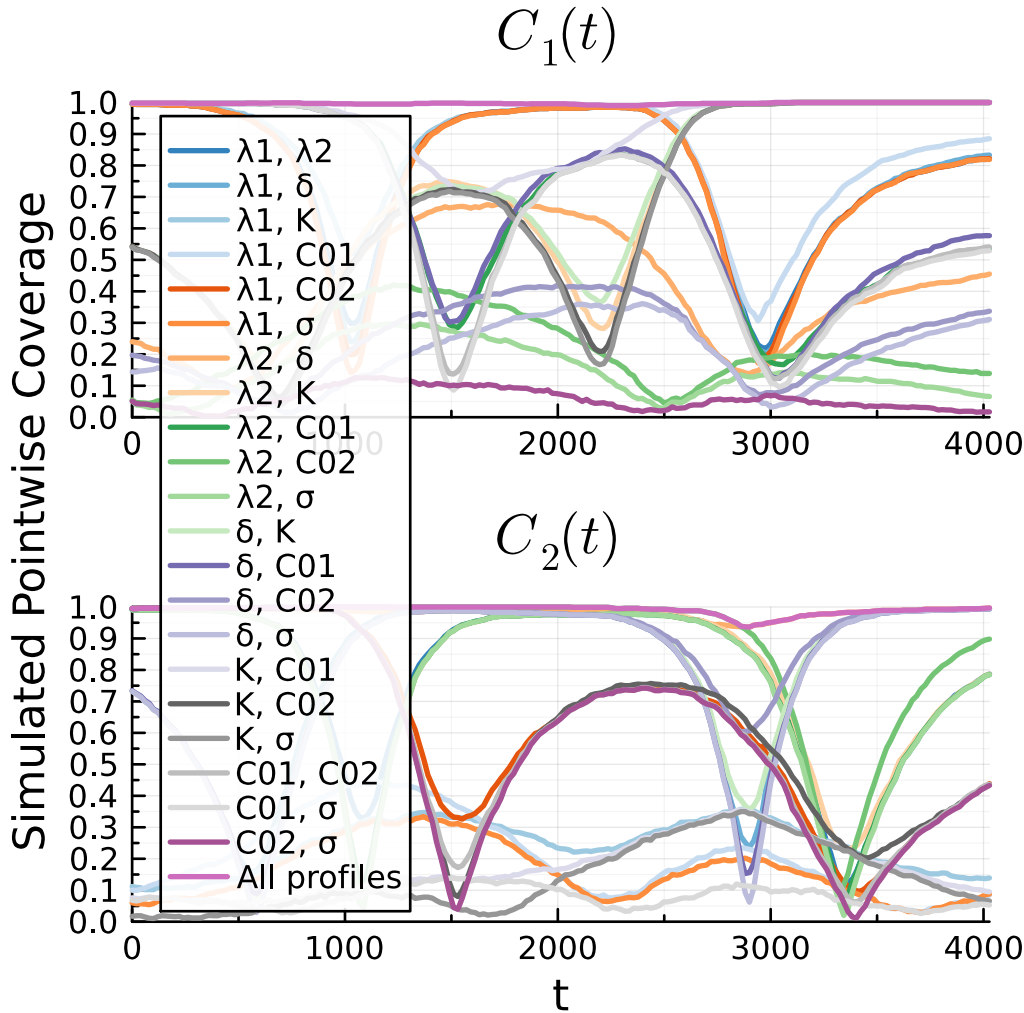 C1(t)
Simulated Pointwise Coverage
1.0
0.9
0.8
0.7
0.6
0.5
0.4
0.3
0.2
0.1
0.0
0 1000 2000 3000 4000
λ1, λ2
λ1, δ
λ1, K
λ1, C01
λ1, C02
λ1, σ
λ2, δ
λ2, K
λ2, C01
λ2, C02
λ2, σ
δ, K
δ, C01
δ, C02
δ, σ
K, C01
K, C02
K, σ
C01, C02
C01, σ
C02, σ
All profiles
C2(t)
1.0
0.9
0.8
0.7
0.6
0.5
0.4
0.3
0.2
0.1
0.0
0 1000 2000 3000 4000
t